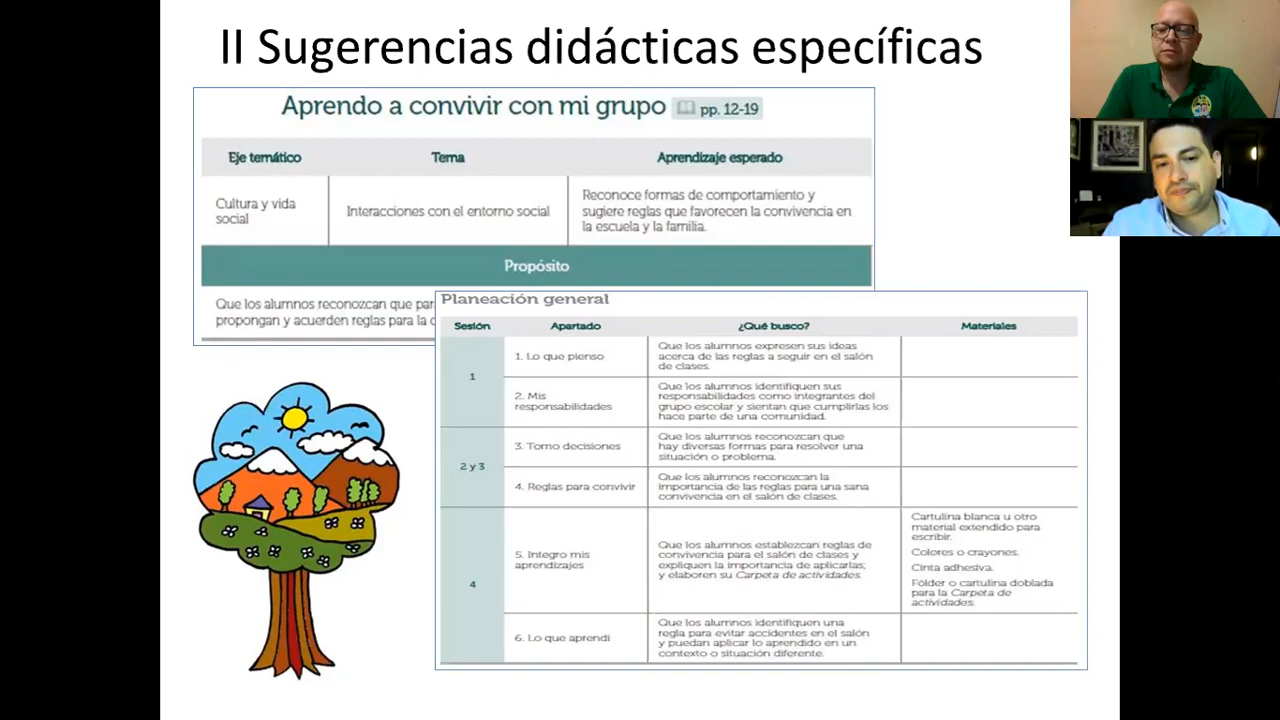 II Sugerencias didácticas específicas
Aprendo a convivir con mi grupo pp. 12-19
Eje temático Tema Aprendizaje esperado
Cultura y vida
social
Interacciones con el entorno social
Reconoce formas de comportamiento y
sugiere reglas que favorecen la convivencia en
la escuela y la familia.
Propósito
Que los alumnos reconozcan que
propongan y acuerden reglas para la
Planeación general
Sesión Apartado ¿Qué busco? Materiales
1
1. Lo que pienso
Que los alumnos expresen sus ideas
acerca de las reglas a seguir en el salón
de clases.
2. Mis
responsabilidades
Que los alumnos identifiquen sus
responsabilidades como integrantes del
grupo escolar y sientan que cumplirlas los
hace parte de una comunidad.
2 y 3
3. Tomo decisiones
Que los alumnos reconozcan que
hay diversas formas para resolver una
situación o problema.
4. Reglas para convivir
Que los alumnos reconozcan la
importancia de las reglas para una sana
convivencia en el salón de clases.
4
5. Integro mis
aprendizajes
Que los alumnos establezcan reglas de
convivencia para el salón de clases y
expliquen la importancia de aplicarlas;
y elaboren su Carpeta de actividades.
Cartulina blanca u otro
material extendido para
escribir.
Colores o crayones.
Cinta adhesiva.
Fólder o cartulina doblada
para la Carpeta de
actividades.
6. Lo que aprendí
Que los alumnos identifiquen una
regla para evitar accidentes en el salón
y puedan aplicar lo aprendido en un
contexto o situación diferente.